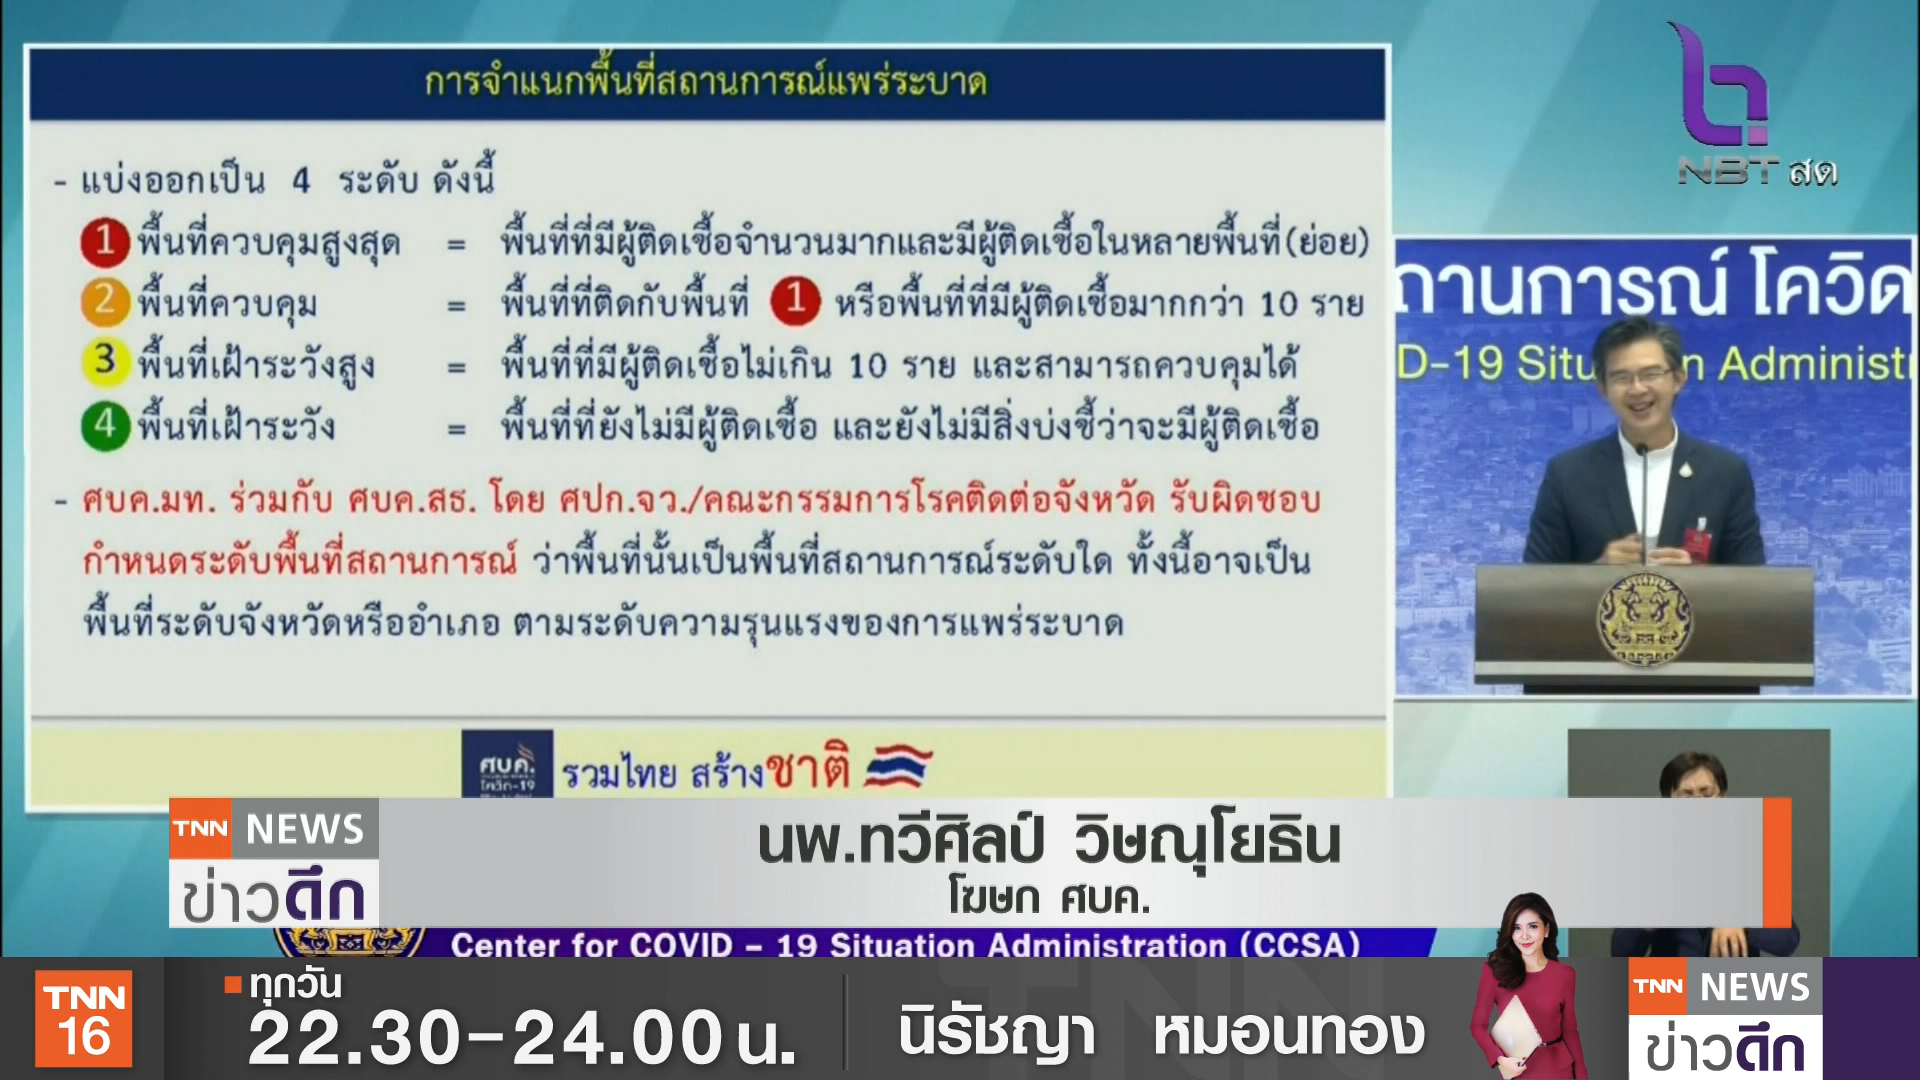 การจำแนกพื้นที่สถานการณ์แพร่ระบาด
- แบ่งออกเป็น 4 ระดับ ดังนี้
1 พื้นที่ควบคุมสูงสุด = พื้นที่ที่มีผู้ติดเชื้อจำนวนมากและมีผู้ติดเชื้อในหลายพื้นที่(ย่อย)
2 พื้นที่ควบคุม = พื้นที่ที่ติดกับพื้นที่ 1 หรือพื้นที่ที่มีผู้ติดเชื้อมากกว่า 10 ราย
3 พื้นที่เฝ้าระวังสูง = พื้นที่ที่มีผู้ติดเชื้อไม่เกิน 10 ราย และสามารถควบคุมได้
4 พื้นที่เฝ้าระวัง = พื้นที่ที่ยังไม่มีผู้ติดเชื้อ และยังไม่มีสิ่งบ่งชี้ว่าจะมีผู้ติดเชื้อ
- ศบค.มท. ร่วมกับ ศบค.สธ. โดย ศปก.จว./คณะกรรมการโรคติดต่อจังหวัด รับผิดชอบ
กำหนดระดับพื้นที่สถานการณ์ ว่าพื้นที่นั้นเป็นพื้นที่สถานการณ์ระดับใด ทั้งนี้อาจเป็น
พื้นที่ระดับจังหวัดหรืออำเภอ ตามระดับความรุนแรงของการแพร่ระบาด
ศบค.
โควิด-19
รวมไทย สร้างชาติ
NBT สด
ถานการณ์ โควิด
D-19 Situ n Administr
TNN NEWS
ข่าวดึก
นพ.ทวีศิลป์ วิษณุโยธิน
โฆษก ศบค.
Center for COVID - 19 Situation Administration (CCSA)
TNN
16
ทุกวัน
22.30-24.00 น.
นิรัชญา หมอนทอง
TNN NEWS
ข่าวดึก